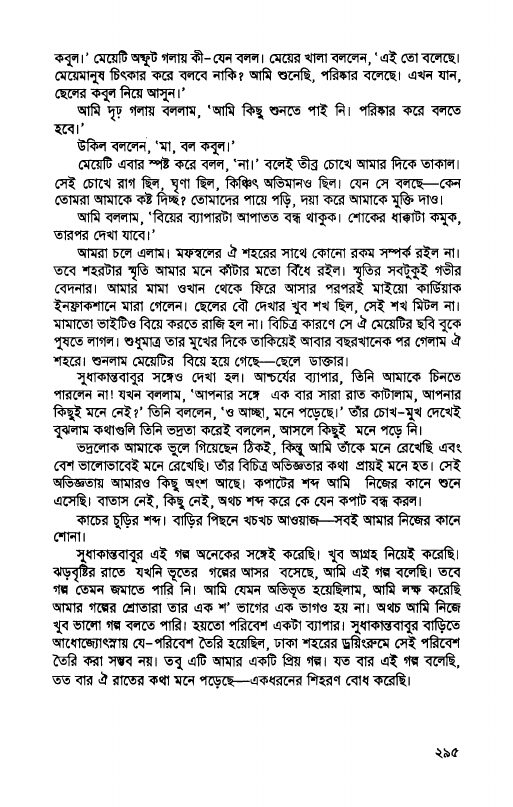 কবুল।’ মেয়েটি অস্ফুট গলায় কী-যেন বলল। মেয়ের খালা বললেন, ‘এই তো বলেছে।
মেয়েমানুষ চিৎকার করে বলবে নাকি? আমি শুনেছি, পরিষ্কার বলেছে। এখন যান,
ছেলের কবুল নিয়ে আসুন।’
আমি দৃঢ় গলায় বললাম, ‘আমি কিছু শুনতে পাই নি। পরিষ্কার করে বলতে
হবে।’
উকিল বললেন, ‘মা, বল কবুল।’
মেয়েটি এবার স্পষ্ট করে বলল, ‘না।’ বলেই তীব্র চোখে আমার দিকে তাকাল।
সেই চোখে রাগ ছিল, ঘৃণা ছিল, কিঞ্চিৎ অভিমানও ছিল। যেন সে বলছে—কেন
তোমরা আমাকে কষ্ট দিচ্ছ? তোমাদের পায়ে পড়ি, দয়া করে আমাকে মুক্তি দাও।
আমি বললাম, ‘বিয়ের ব্যাপারটা আপাতত বন্ধ থাকুক। শোকের ধাক্কাটা কমুক,
তারপর দেখা যাবে।’
আমরা চলে এলাম। মফস্বলের ঐ শহরের সাথে কোনো রকম সম্পর্ক রইল না।
তবে শহরটার স্মৃতি আমার মনে কাঁটার মতো বিঁধে রইল। স্মৃতির সবটুকুই গভীর
বেদনার। আমার মামা ওখান থেকে ফিরে আসার পরপরই মাইয়ো কার্ডিয়াক
ইনফ্রাকশানে মারা গেলেন। ছেলের বৌ দেখার খুব শখ ছিল, সেই শখ মিটল না।
মামাতো ভাইটিও বিয়ে করতে রাজি হল না। বিচিত্র কারণে সে ঐ মেয়েটির ছবি বুকে
পুষতে লাগল। শুধুমাত্র তার মুখের দিকে তাকিয়েই আবার বছরখানেক পর গেলাম ঐ
শহরে। শুনলাম মেয়েটির বিয়ে হয়ে গেছে—ছেলে ডাক্তার।
সুধাকান্তবাবুর সঙ্গেও দেখা হল। আশ্চর্যের ব্যাপার, তিনি আমাকে চিনতে
পারলেন না! যখন বললাম, ‘আপনার সঙ্গে এক বার সারা রাত কাটালাম, আপনার
কিছুই মনে নেই?’ তিনি বললেন, ‘ও আচ্ছা, মনে পড়েছে।’ তাঁর চোখ-মুখ দেখেই
বুঝলাম কথাগুলি তিনি ভদ্রতা করেই বললেন, আসলে কিছুই মনে পড়ে নি।
ভদ্রলোক আমাকে ভুলে গিয়েছেন ঠিকই, কিন্তু আমি তাঁকে মনে রেখেছি এবং
বেশ ভালোভাবেই মনে রেখেছি। তাঁর বিচিত্র অভিজ্ঞতার কথা প্রায়ই মনে হত। সেই
অভিজ্ঞতায় আমারও কিছু অংশ আছে। কপাটের শব্দ আমি নিজের কানে শুনে
এসেছি। বাতাস নেই, কিছু নেই, অথচ শব্দ করে কে যেন কপাট বন্ধ করল।
কাচের চুড়ির শব্দ। বাড়ির পিছনে খচখচ আওয়াজ—সবই আমার নিজের কানে
শোনা।
সুধাকান্তবাবুর এই গল্প অনেকের সঙ্গেই করেছি। খুব আগ্রহ নিয়েই করেছি।
ঝড়বৃষ্টির রাতে যখনি ভূতের গল্পের আসর বসেছে, আমি এই গল্প বলেছি। তবে
গল্প তেমন জমাতে পারি নি। আমি যেমন অভিভূত হয়েছিলাম, আমি লক্ষ করেছি
আমার গল্পের শ্রোতারা তার এক শ’ ভাগের এক ভাগও হয় না। অথচ আমি নিজে
খুব ভালো গল্প বলতে পারি। হয়তো পরিবেশ একটা ব্যাপার। সুধাকান্তবাবুর বাড়িতে
আধোজ্যোৎস্নায় যে-পরিবেশ তৈরি হয়েছিল, ঢাকা শহরের ড্রয়িংরুমে সেই পরিবেশ
তৈরি করা সম্ভব নয়। তবু এটি আমার একটি প্রিয় গল্প। যত বার এই গল্প বলেছি,
তত বার ঐ রাতের কথা মনে পড়েছে—একধরনের শিহরণ বোধ করেছি।
২৯৫